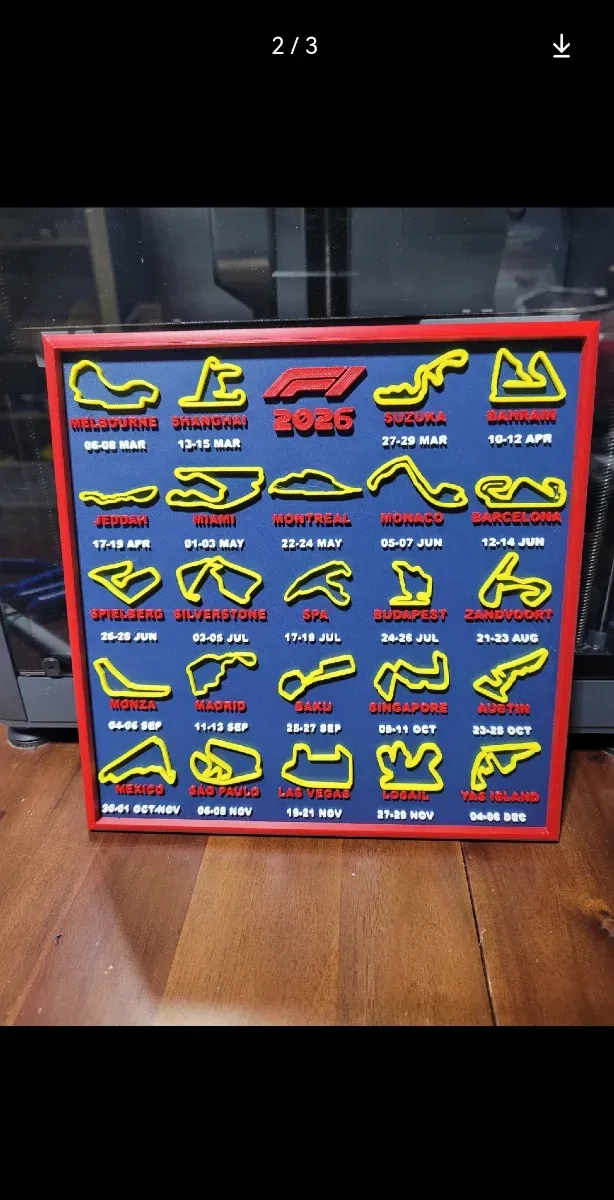 2 / 3
F1
2026
MELBOURNE
06-08 MAR
SHANGHAI
13-15 MAR
SUZUKA
27-29 MAR
BAHRAIN
10-12 APR
JEDDAH
17-19 APR
MIAMI
01-03 MAY
MONTREAL
22-24 MAY
MONACO
05-07 JUN
BARCELONA
12-14 JUN
SPIELBERG
26-28 JUN
SILVERSTONE
03-05 JUL
SPA
17-19 JUL
BUDAPEST
24-26 JUL
ZANDVOORT
21-23 AUG
MONZA
04-06 SEP
MADRID
11-13 SEP
BAKU
25-27 SEP
SINGAPORE
09-11 OCT
AUSTIN
23-25 OCT
MEXICO
30-01 OCT-NOV
SÃO PAULO
06-08 NOV
LAS VEGAS
19-21 NOV
LOSAIL
27-29 NOV
YAS ISLAND
04-06 DEC